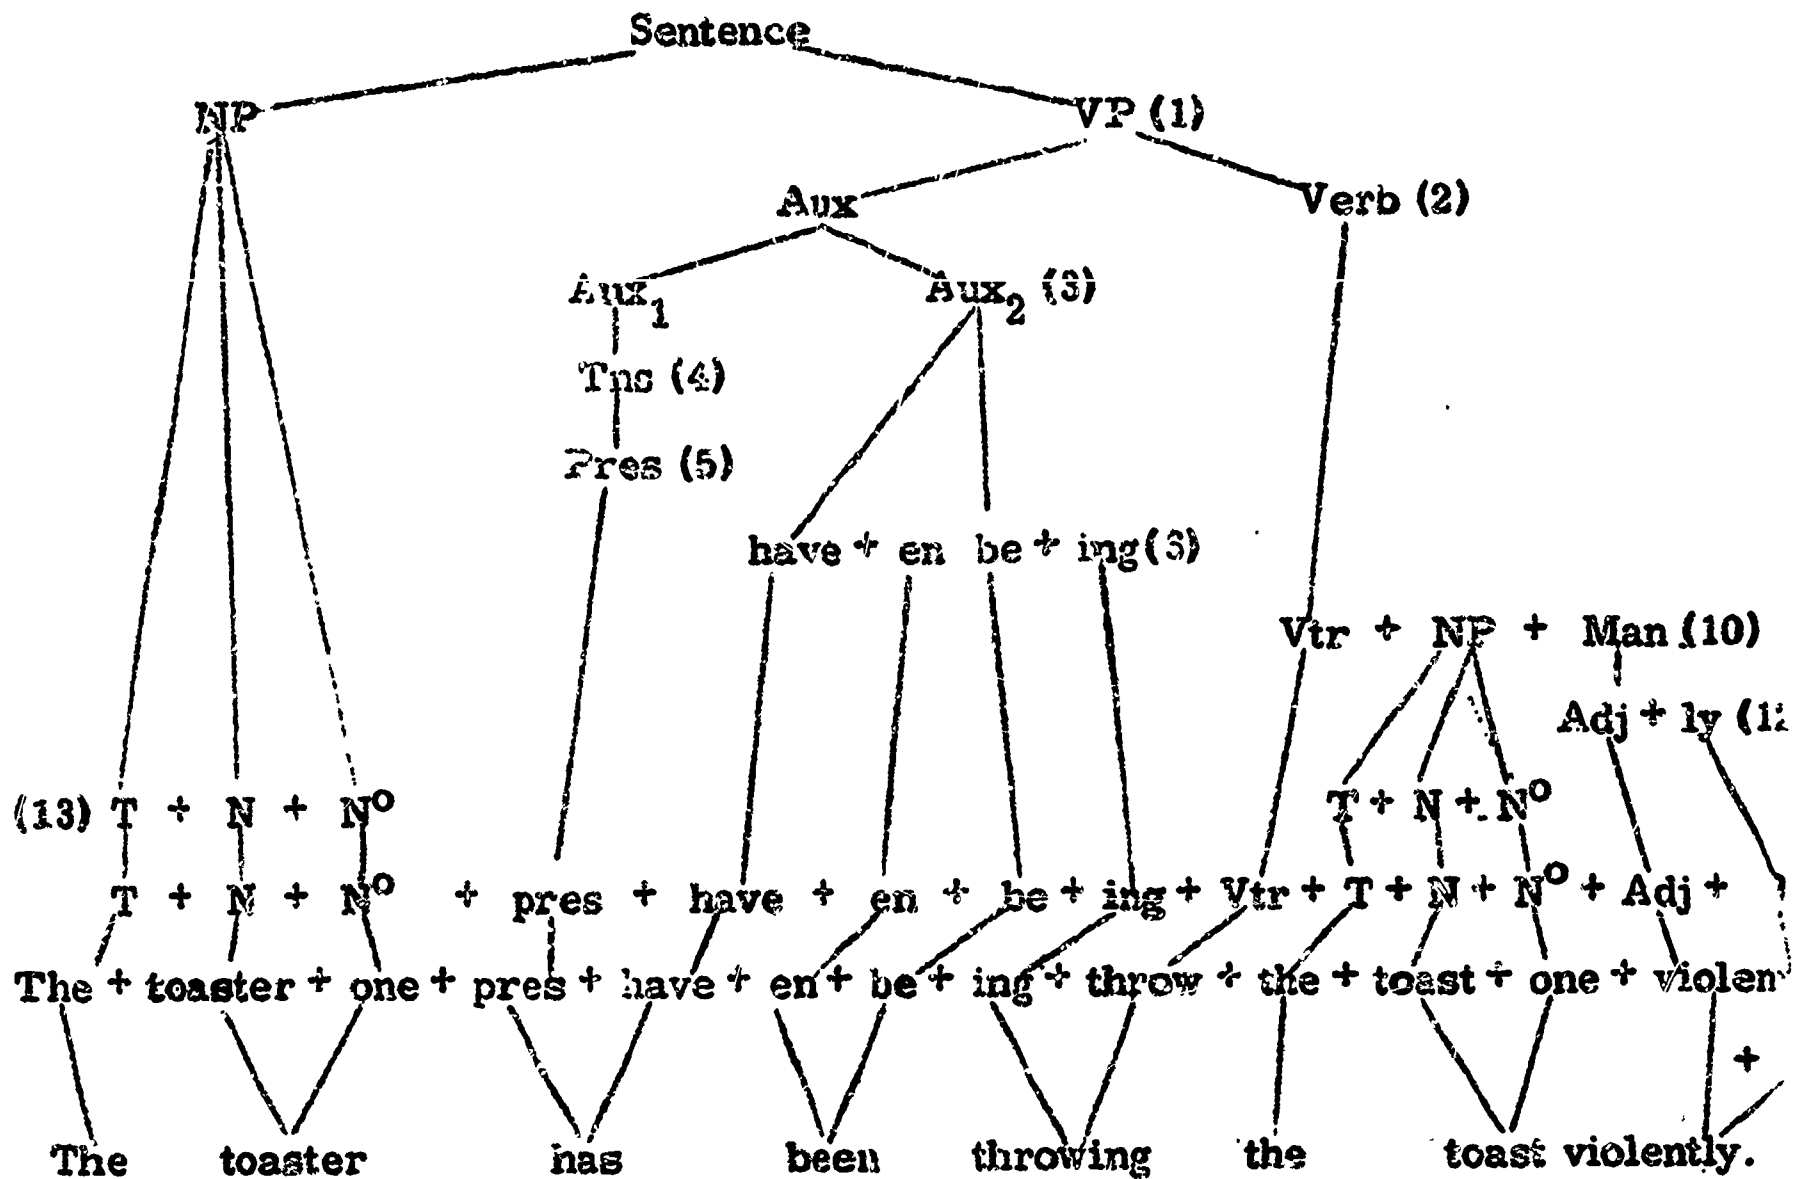 Sentence
NP VP (1)
Aux Verb (2)
Aux1 Aux2 (3)
Tns (4)
Pres (5)
have + en be + ing (3)
Vtr + NP + Man (10)
Adj + ly
(13) T + N + N° T + N + N°
T + N + N° + pres + have + en + be + ing + Vtr + T + N + N° + Adj +
The + toaster + one + pres + have + en + be + ing + throw + the + toast + one + violen
+
The toaster has been throwing the toast violently.